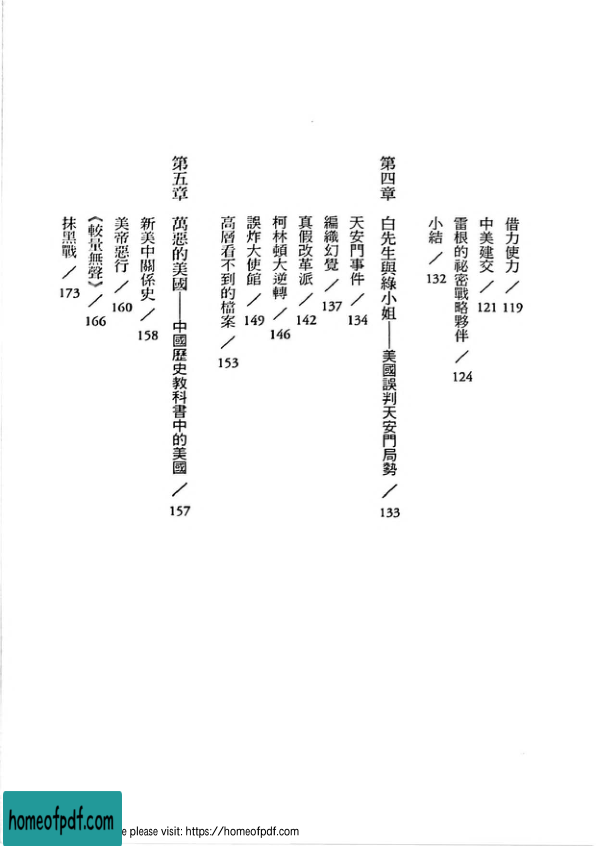 借力使力／119
中美建交／121
雷根的祕密戰略夥伴／124
小結／132
第四章 白先生與綠小姐——美國誤判天安門局勢／133
天安門事件／134
編織幻覺／137
真假改革派／142
柯林頓大逆轉／146
誤炸大使館／149
高層看不到的檔案／153
第五章 萬惡的美國——中國歷史教科書中的美國／157
新美中關係史／158
美帝惡行／160
《較量無聲》／166
抹黑戰／173
homeofpdf.com
e please visit: https://homeofpdf.com